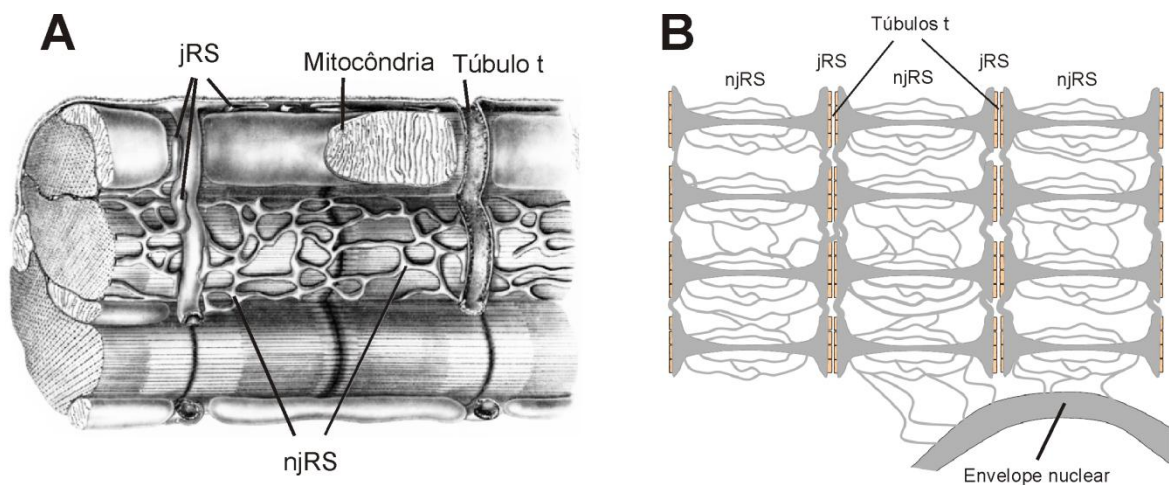 A
jRS
Mitocôndria
Túbulo t
njRS
B
Túbulos t
jRS
jRS
njRS
njRS
njRS
Envelope nuclear